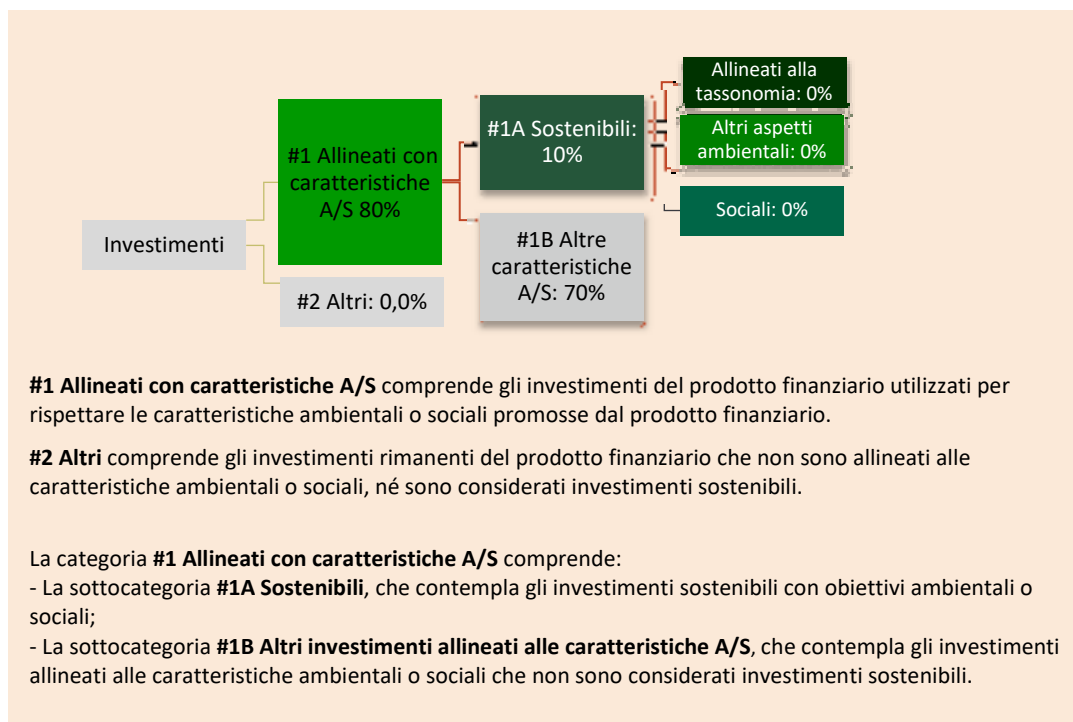 Investimenti
#1 Allineati con
caratteristiche
A/S 80%
#2 Altri: 0,0%
#1A Sostenibili:
10%
#1B Altre
caratteristiche
A/S: 70%
Allineati alla
tassonomia: 0%
Altri aspetti
ambientali: 0%
Sociali: 0%
#1 Allineati con caratteristiche A/S comprende gli investimenti del prodotto finanziario utilizzati per
rispettare le caratteristiche ambientali o sociali promosse dal prodotto finanziario.
#2 Altri comprende gli investimenti rimanenti del prodotto finanziario che non sono allineati alle
caratteristiche ambientali o sociali, né sono considerati investimenti sostenibili.
La categoria #1 Allineati con caratteristiche A/S comprende:
- La sottocategoria #1A Sostenibili, che contempla gli investimenti sostenibili con obiettivi ambientali o
sociali;
- La sottocategoria #1B Altri investimenti allineati alle caratteristiche A/S, che contempla gli investimenti
allineati alle caratteristiche ambientali o sociali che non sono considerati investimenti sostenibili.